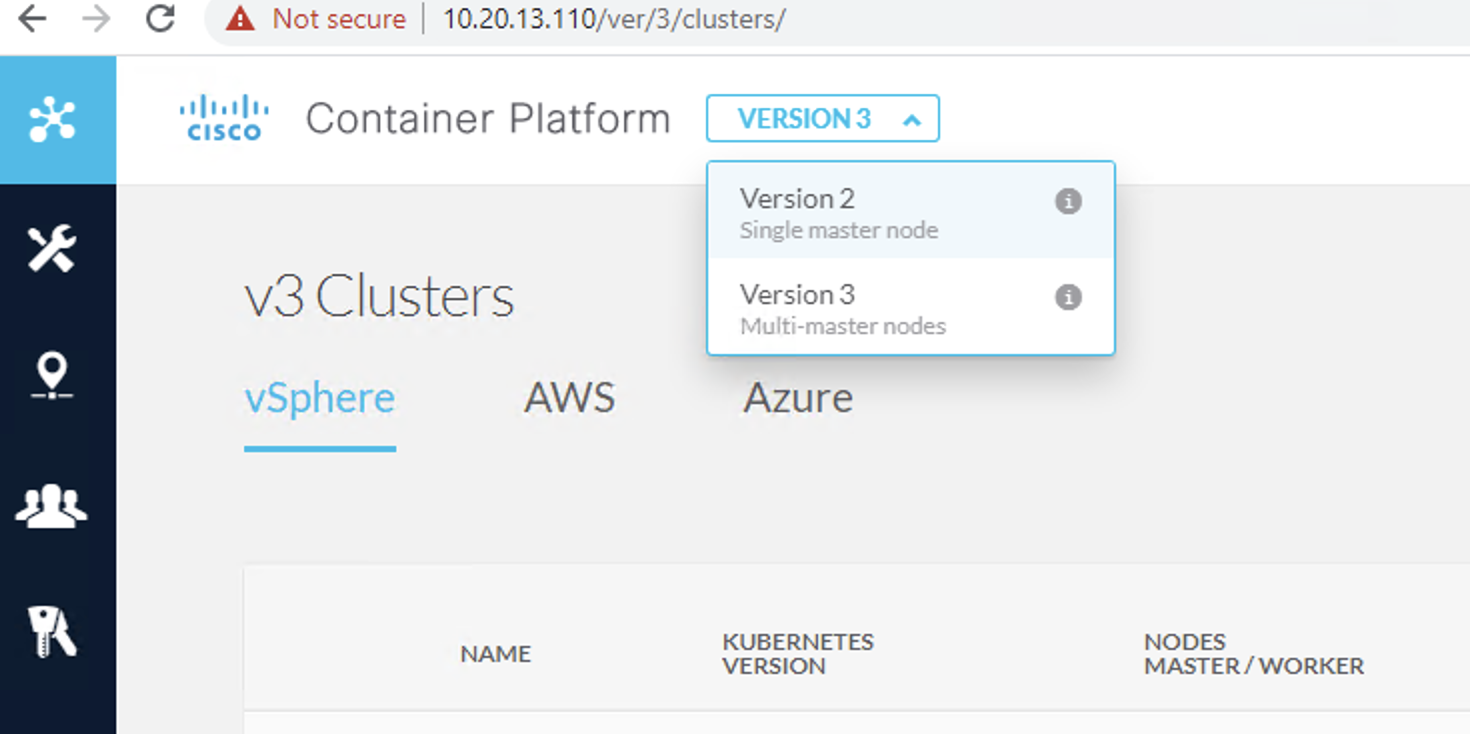 Not secure | 10.20.13.110/ver/3/clusters/
CISCO Container Platform VERSION 3
Version 2
Single master node
Version 3
Multi-master nodes
v3 Clusters
vSphere AWS Azure
NAME KUBERNETES VERSION NODES MASTER / WORKER